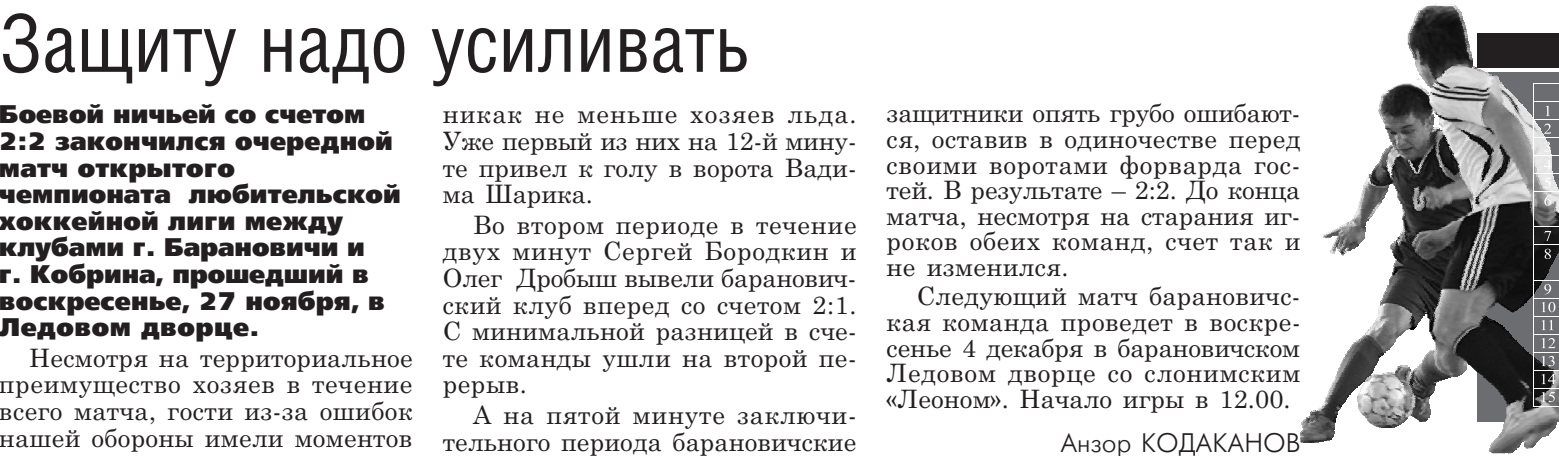 Защиту надо усиливать
Боевой ничьей со счетом
2:2 закончился очередной
матч открытого
чемпионата любительской
хоккейной лиги между
клубами г. Барановичи и
г. Кобрина, прошедший в
воскресенье, 27 ноября, в
Ледовом дворце.
Несмотря на территориальное
преимущество хозяев в течение
всего матча, гости из-за ошибок
нашей обороны имели моментов
никак не меньше хозяев льда.
Уже первый из них на 12-й мину-
те привел к голу в ворота Вади-
ма Шарика.
Во втором периоде в течение
двух минут Сергей Бородкин и
Олег Дробыш вывели баранович-
ский клуб вперед со счетом 2:1.
С минимальной разницей в сче-
те команды ушли на второй пе-
рерыв.
А на пятой минуте заключи-
тельного периода барановичские
защитники опять грубо ошибают-
ся, оставив в одиночестве перед
своими воротами форварда гос-
тей. В результате – 2:2. До конца
матча, несмотря на старания иг-
роков обеих команд, счет так и
не изменился.
Следующий матч барановичс-
кая команда проведет в воскре-
сенье 4 декабря в барановичском
Ледовом дворце со слонимским
«Леоном». Начало игры в 12.00.
Анзор КОДАКАНОВ
1
2
3
4
5
6
7
8
9
10
11
12
13
14
15